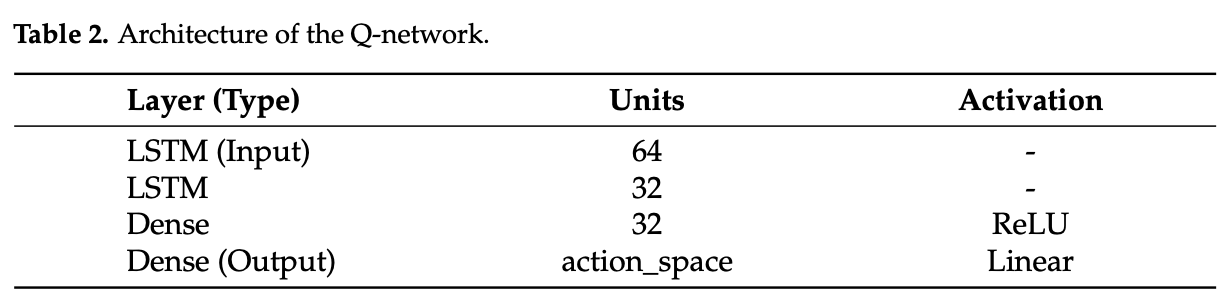 Table 2. Architecture of the Q-network.
Layer (Type) Units Activation
LSTM (Input) 64 -
LSTM 32 -
Dense 32 ReLU
Dense (Output) action_space Linear